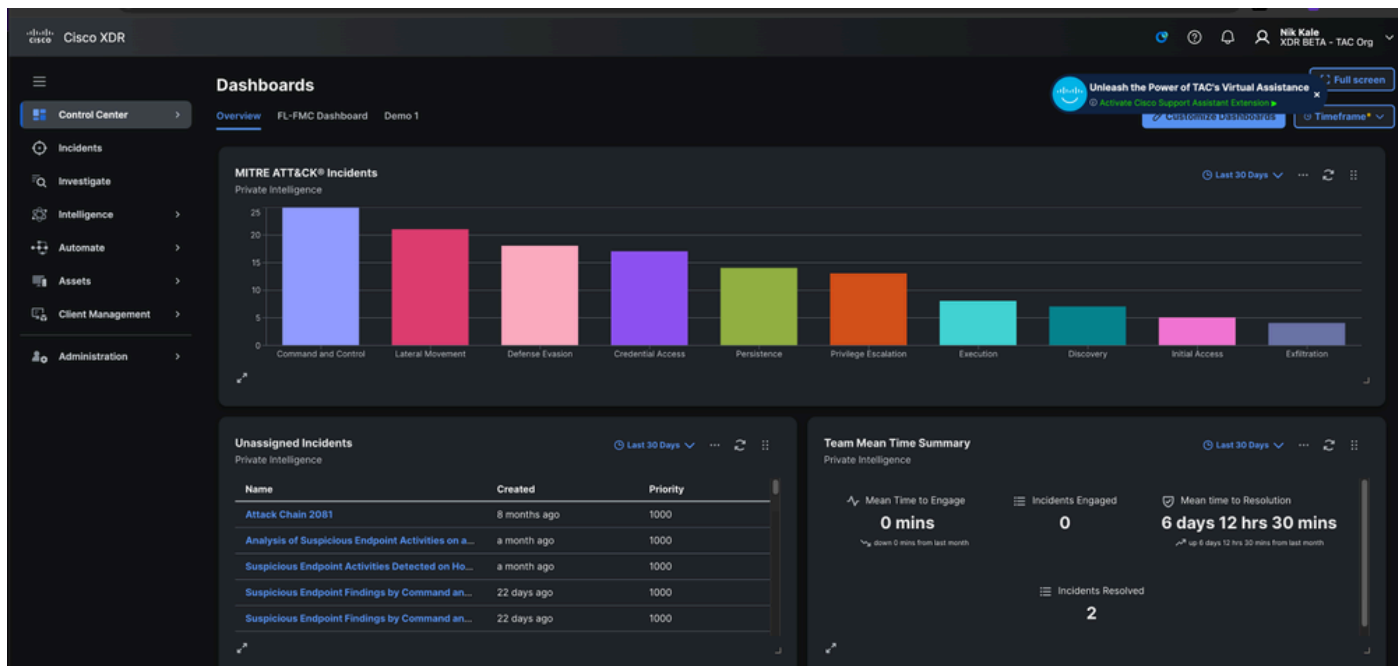 cisco Cisco XDR
Nik Kale
XDR BETA - TAC Org
Dashboards
Full screen
Unleash the Power of TAC's Virtual Assistance
Activate Cisco Support Assistant Extension
Control Center
Overview FL-FMC Dashboard Demo 1
Customize Dashboards
Timeframe*
Incidents
Investigate
Intelligence
Automate
Assets
Client Management
Administration
MITRE ATT&CK® Incidents
Last 30 Days
Private Intelligence
25
20
15
10
5
0
Command and Control Lateral Movement Defense Evasion Credential Access Persistence Privilege Escalation Execution Discovery Initial Access Exfiltration
Unassigned Incidents
Last 30 Days
Private Intelligence
Name Created Priority
Attack Chain 2081 8 months ago 1000
Analysis of Suspicious Endpoint Activities on a... a month ago 1000
Suspicious Endpoint Activities Detected on Ho... a month ago 1000
Suspicious Endpoint Findings by Command an... 22 days ago 1000
Suspicious Endpoint Findings by Command an... 22 days ago 1000
Team Mean Time Summary
Last 30 Days
Private Intelligence
Mean Time to Engage
0 mins
down 0 mins from last month
Incidents Engaged
0
Mean time to Resolution
6 days 12 hrs 30 mins
up 6 days 12 hrs 30 mins from last month
Incidents Resolved
2